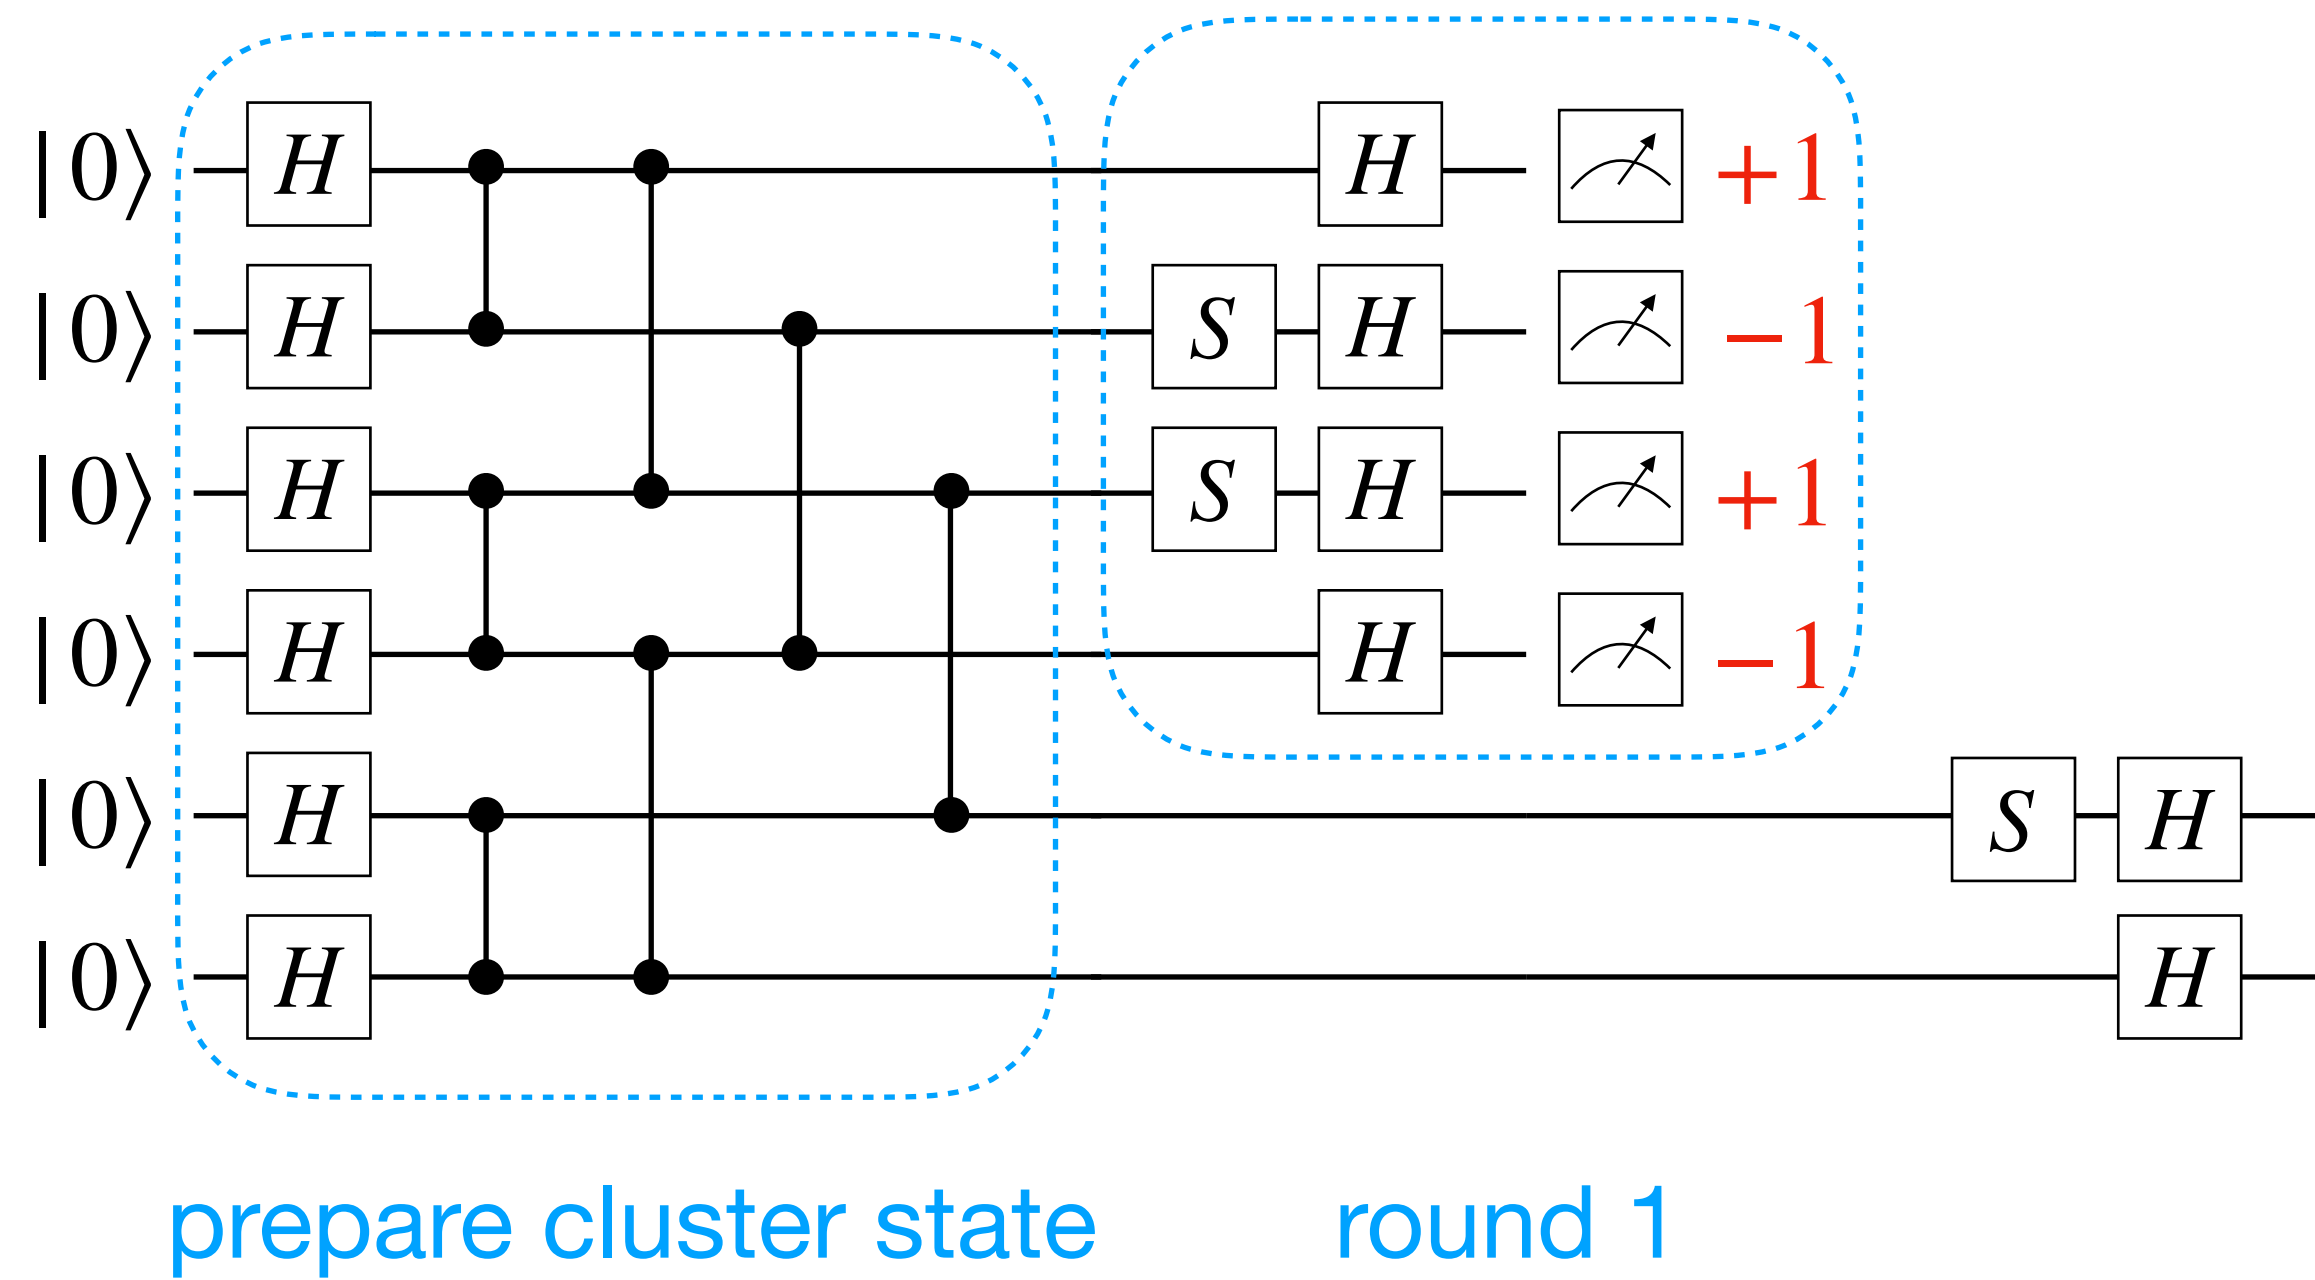 |0⟩ H H +1
|0⟩ H S H −1
|0⟩ H S H +1
|0⟩ H H −1
|0⟩ H S H
|0⟩ H H
prepare cluster state round 1